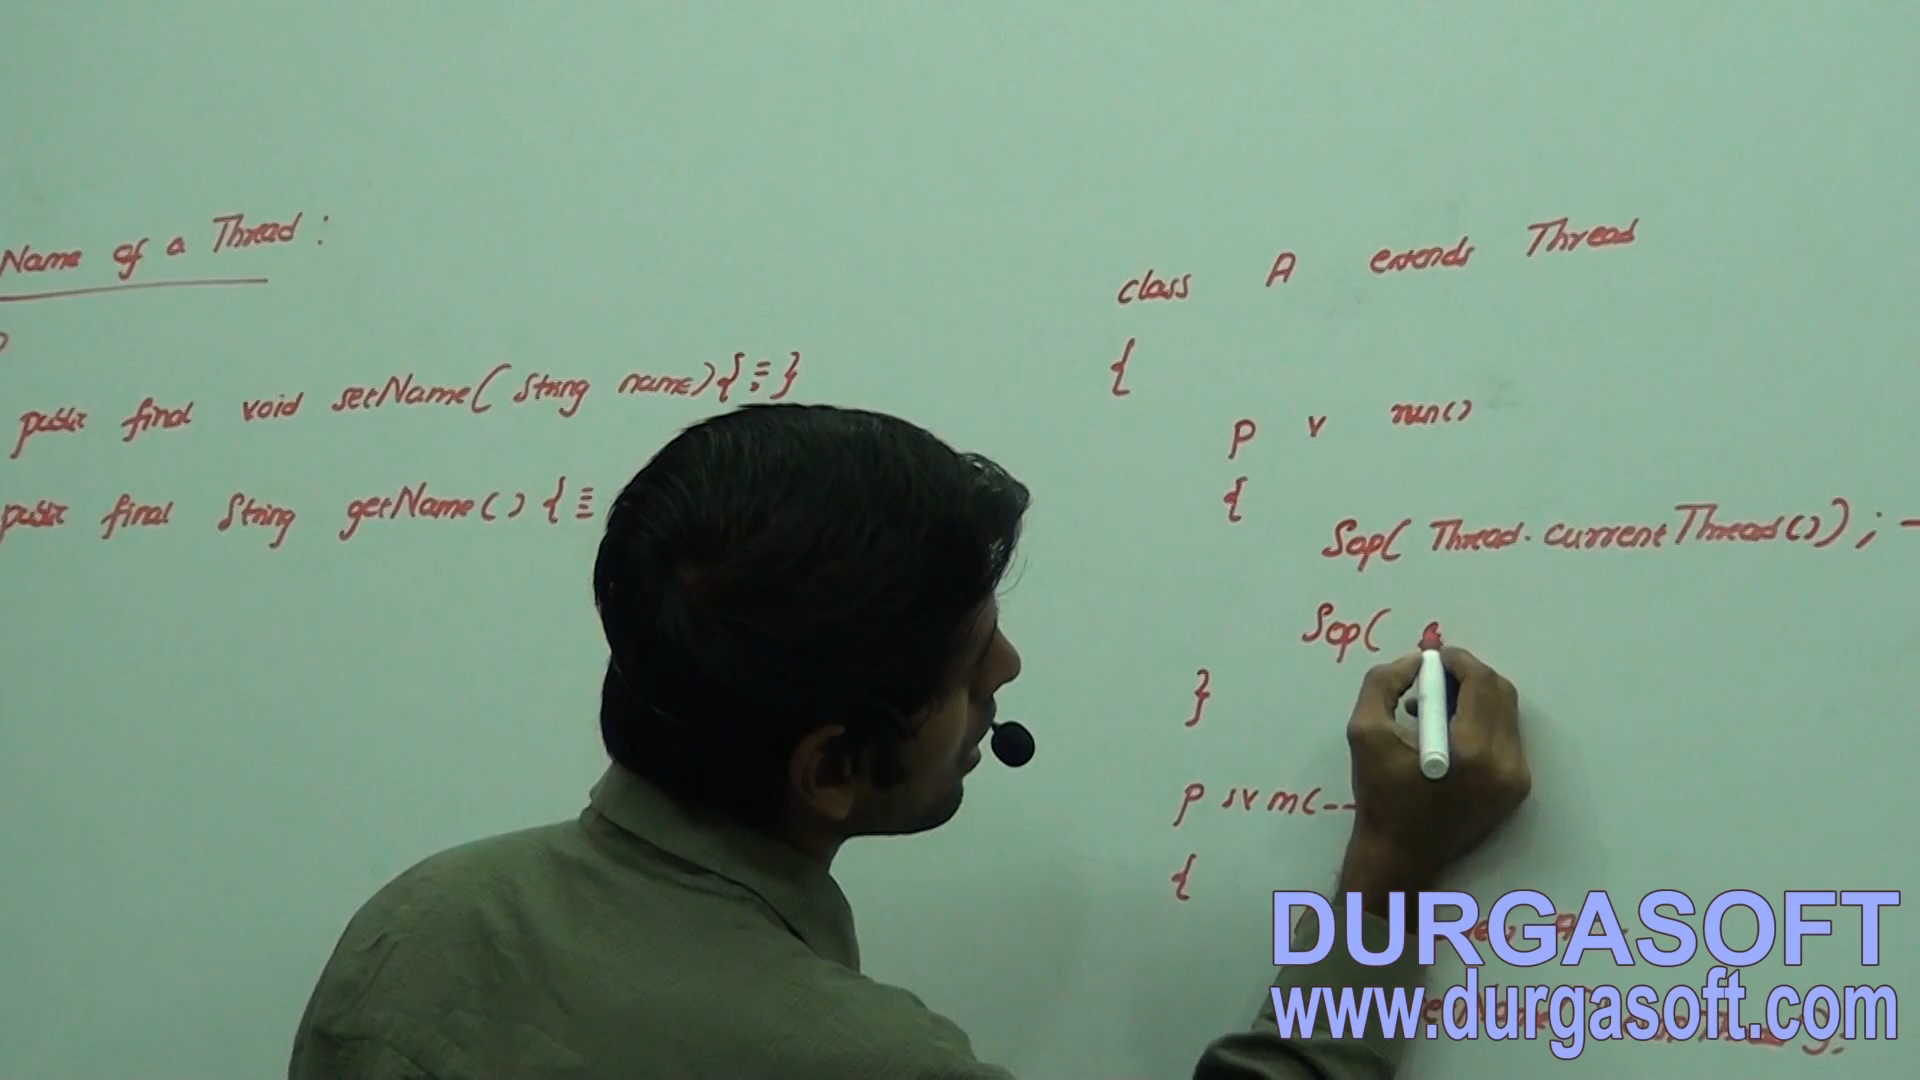 Name of a Thread :
public final void setName( String name) { ⋮ }
public final String getName() {
class A extends Thread
{
p v run()
{
Sop( Thread.currentThread() ) ; -
Sop(
}
p s v m(--
{
DURGASOFT
www.durgasoft.com